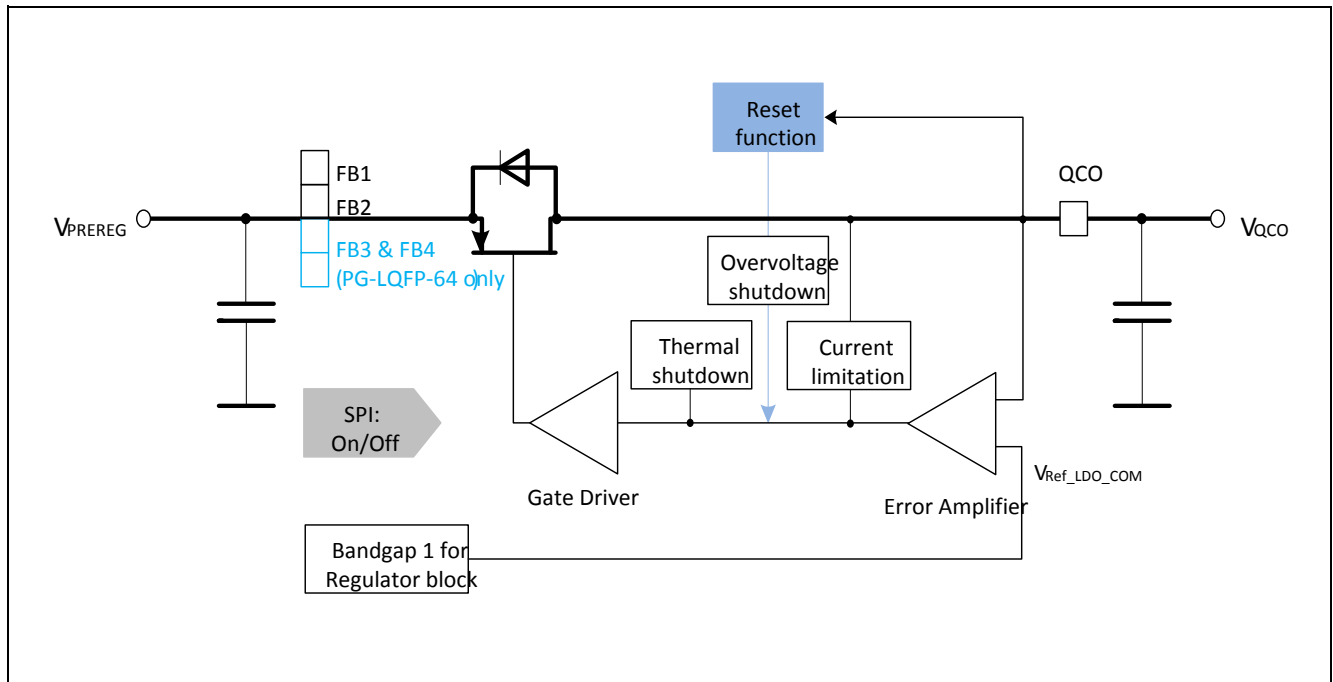 Reset
function
FB1
FB2
QCO
VPREREG
VQCO
FB3 & FB4
(PG-LQFP-64 only)
Overvoltage
shutdown
Thermal
shutdown
Current
limitation
SPI:
On/Off
VRef_LDO_COM
Gate Driver
Error Amplifier
Bandgap 1 for
Regulator block